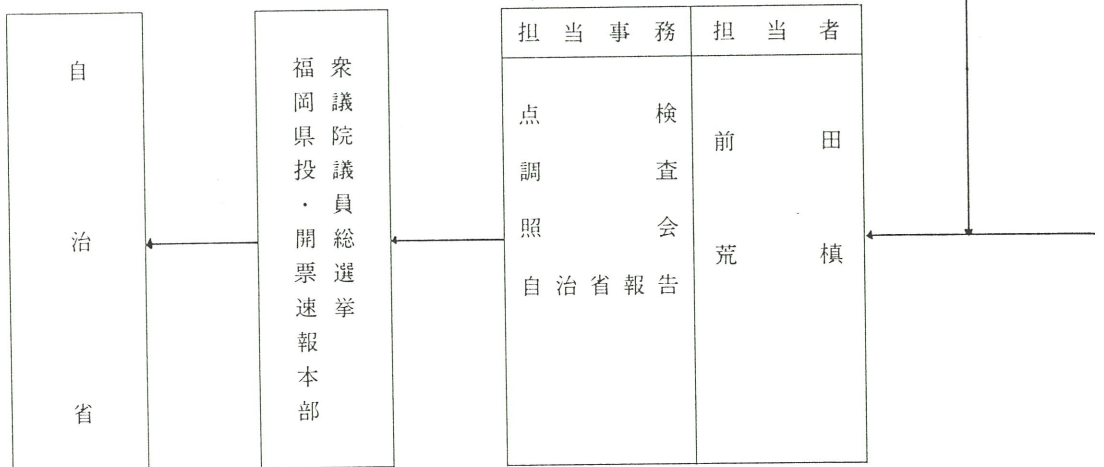 担当者
前田
荒槙
担当事務
点検
調査
照会
自治省報告
衆議院議員総選挙
福岡県投・開票速報本部
自治省